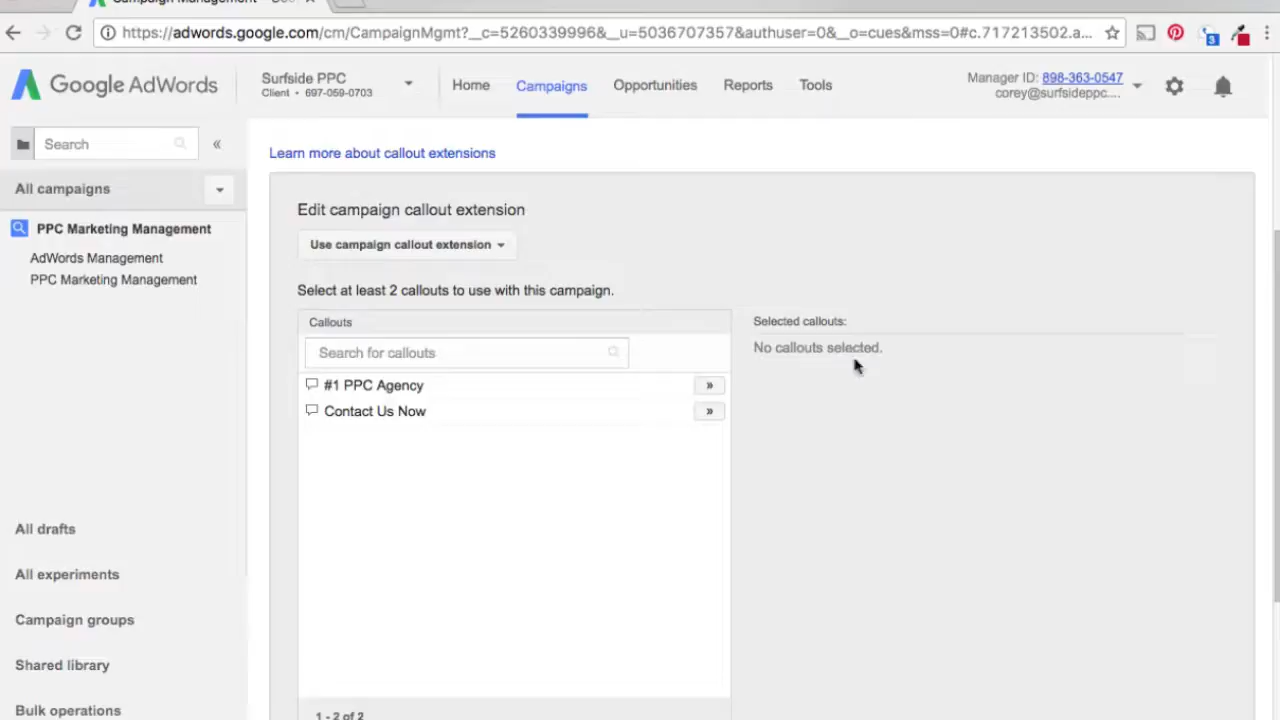 Campaign Management
https://adwords.google.com/cm/CampaignMgmt?__c=5260339996&__u=5036707357&authuser=0&__o=cues&mss=0#c.717213502.a...
3
Google AdWords
Surfside PPC
Client • 697-059-0703
Home
Campaigns
Opportunities
Reports
Tools
Manager ID: 898-363-0547
corey@surfsideppc....
Search
«
All campaigns
PPC Marketing Management
AdWords Management
PPC Marketing Management
All drafts
All experiments
Campaign groups
Shared library
Bulk operations
Learn more about callout extensions
Edit campaign callout extension
Use campaign callout extension
Select at least 2 callouts to use with this campaign.
Callouts
Search for callouts
#1 PPC Agency »
Contact Us Now »
1 - 2 of 2
Selected callouts:
No callouts selected.